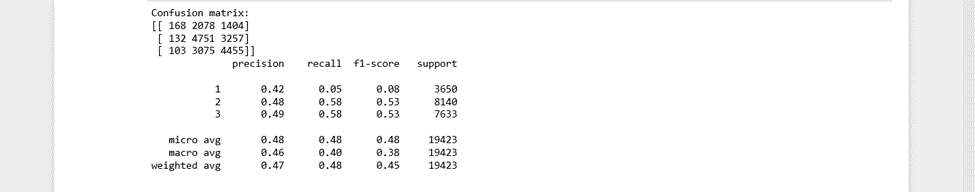 Confusion matrix:
[[ 168 2078 1404]
[ 132 4751 3257]
[ 103 3075 4455]]
precision recall f1-score support
1 0.42 0.05 0.08 3650
2 0.48 0.58 0.53 8140
3 0.49 0.58 0.53 7633
micro avg 0.48 0.48 0.48 19423
macro avg 0.46 0.40 0.38 19423
weighted avg 0.47 0.48 0.45 19423